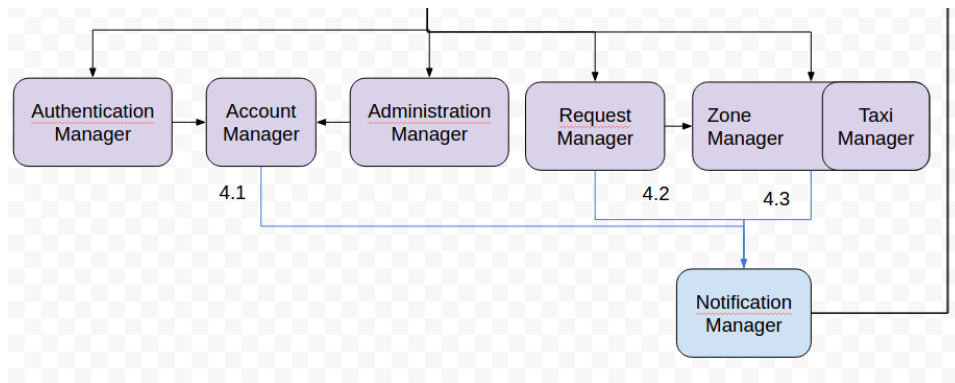 Authentication
Manager
Account
Manager
Administration
Manager
Request
Manager
Zone
Manager
Taxi
Manager
4.1
4.2
4.3
Notification
Manager